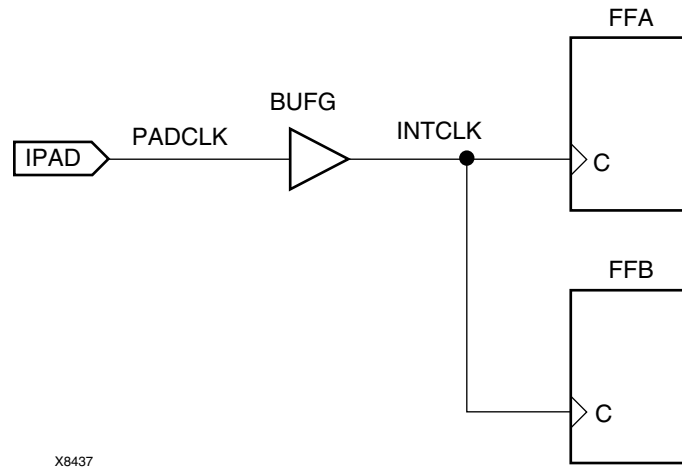 FFA
BUFG
PADCLK
INTCLK
IPAD
C
FFB
C
X8437